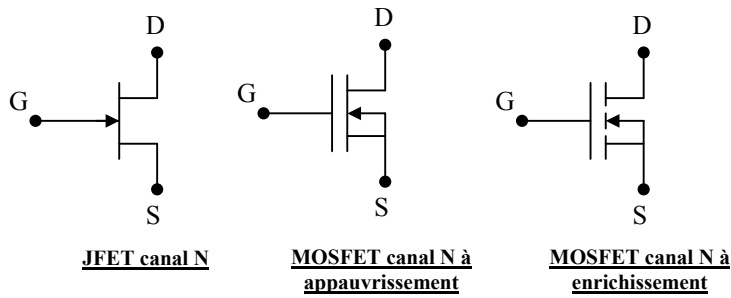 D
G
S
JFET canal N
D
G
S
MOSFET canal N à
appauvrissement
D
G
S
MOSFET canal N à
enrichissement